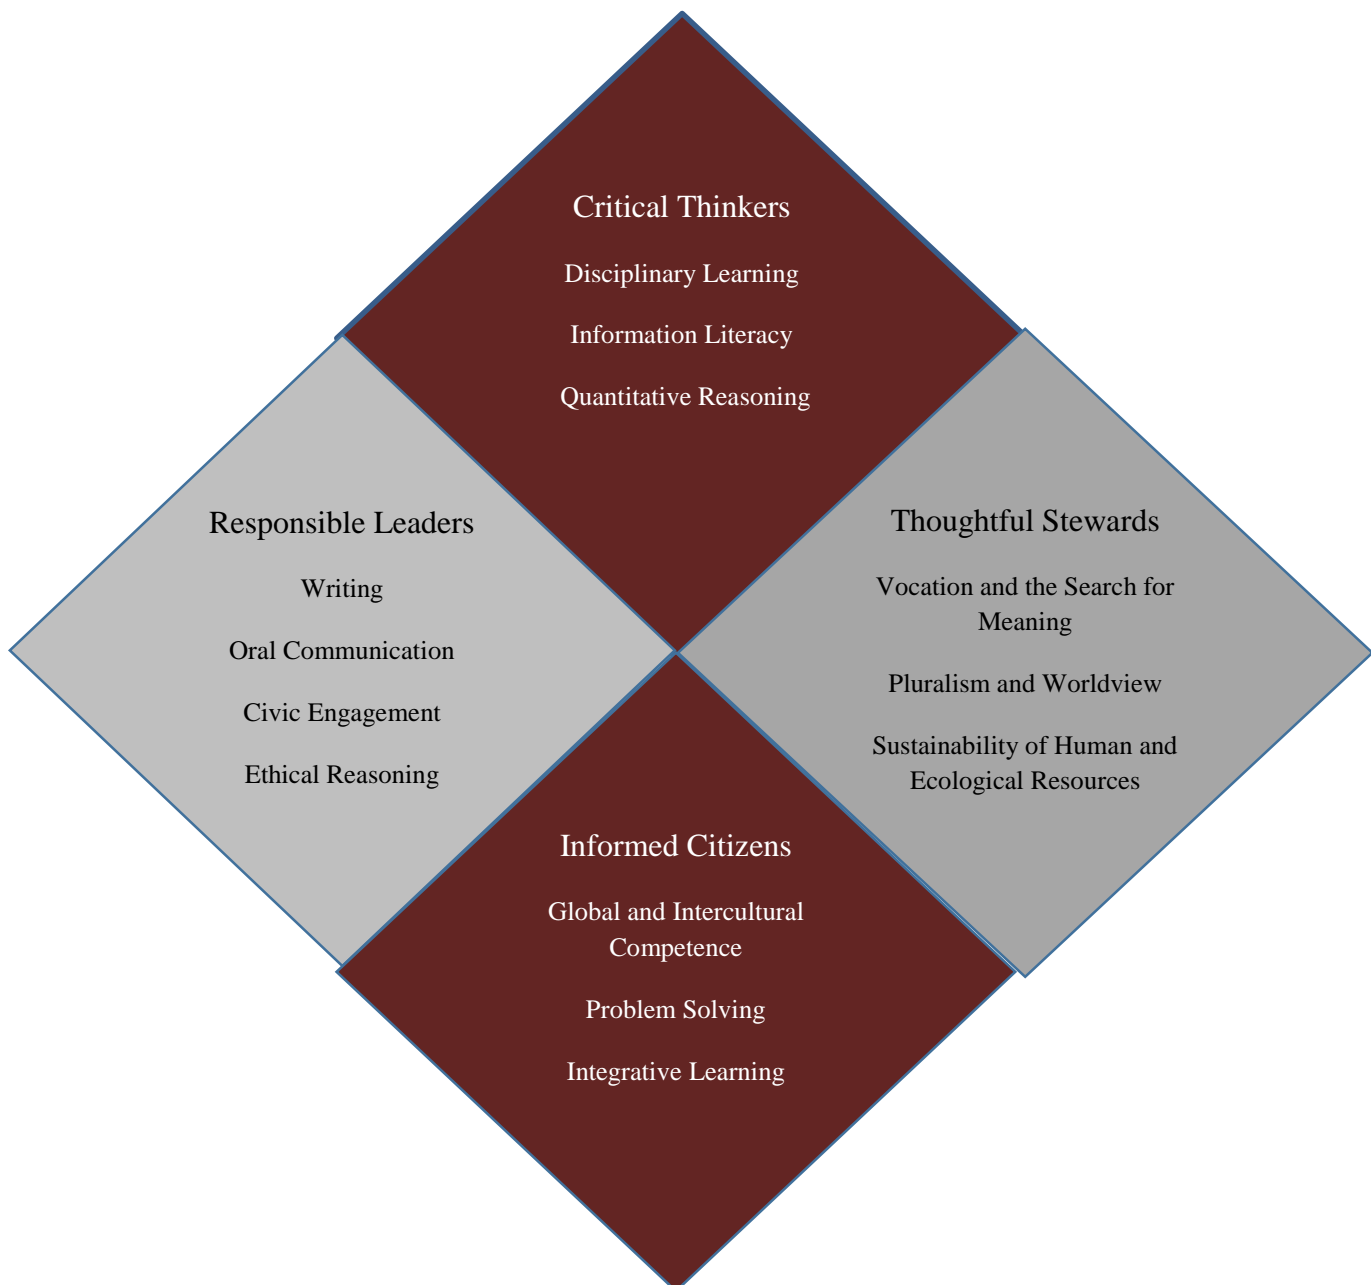 Critical Thinkers
Disciplinary Learning
Information Literacy
Quantitative Reasoning
Responsible Leaders
Writing
Oral Communication
Civic Engagement
Ethical Reasoning
Thoughtful Stewards
Vocation and the Search for
Meaning
Pluralism and Worldview
Sustainability of Human and
Ecological Resources
Informed Citizens
Global and Intercultural
Competence
Problem Solving
Integrative Learning